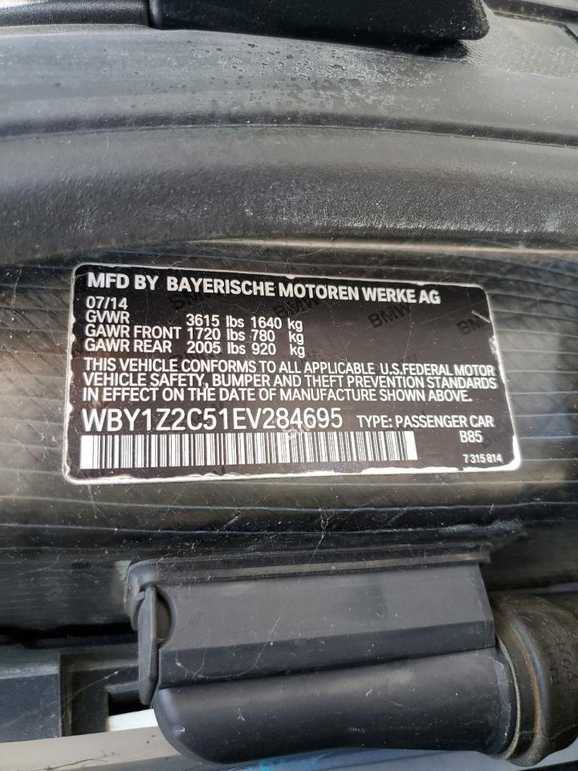 MFD BY BAYERISCHE MOTOREN WERKE AG
07/14
GVWR 3615 lbs 1640 kg
GAWR FRONT 1720 lbs 780 kg
GAWR REAR 2005 lbs 920 kg
THIS VEHICLE CONFORMS TO ALL APPLICABLE U.S.FEDERAL MOTOR
VEHICLE SAFETY, BUMPER AND THEFT PREVENTION STANDARDS
IN EFFECT ON THE DATE OF MANUFACTURE SHOWN ABOVE.
WBY1Z2C51EV284695 TYPE: PASSENGER CAR
B85
7 315 814